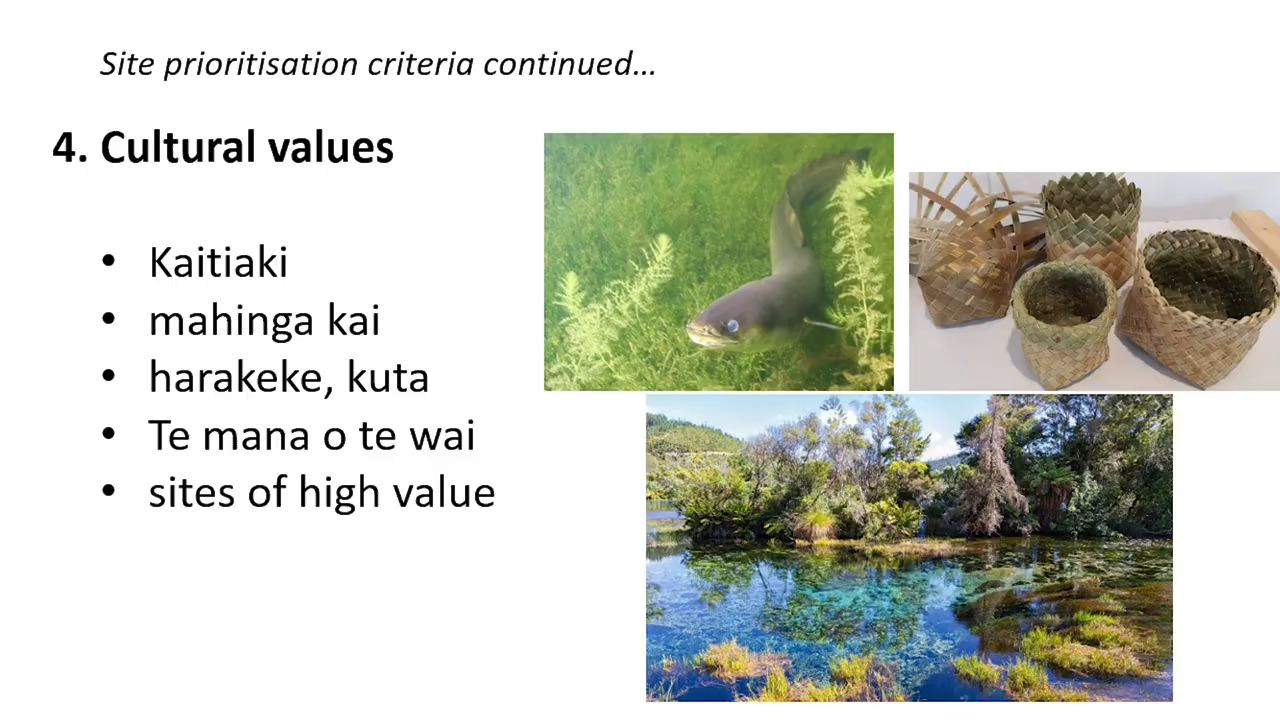 Site prioritisation criteria continued…
4. Cultural values
• Kaitiaki
• mahinga kai
• harakeke, kuta
• Te mana o te wai
• sites of high value